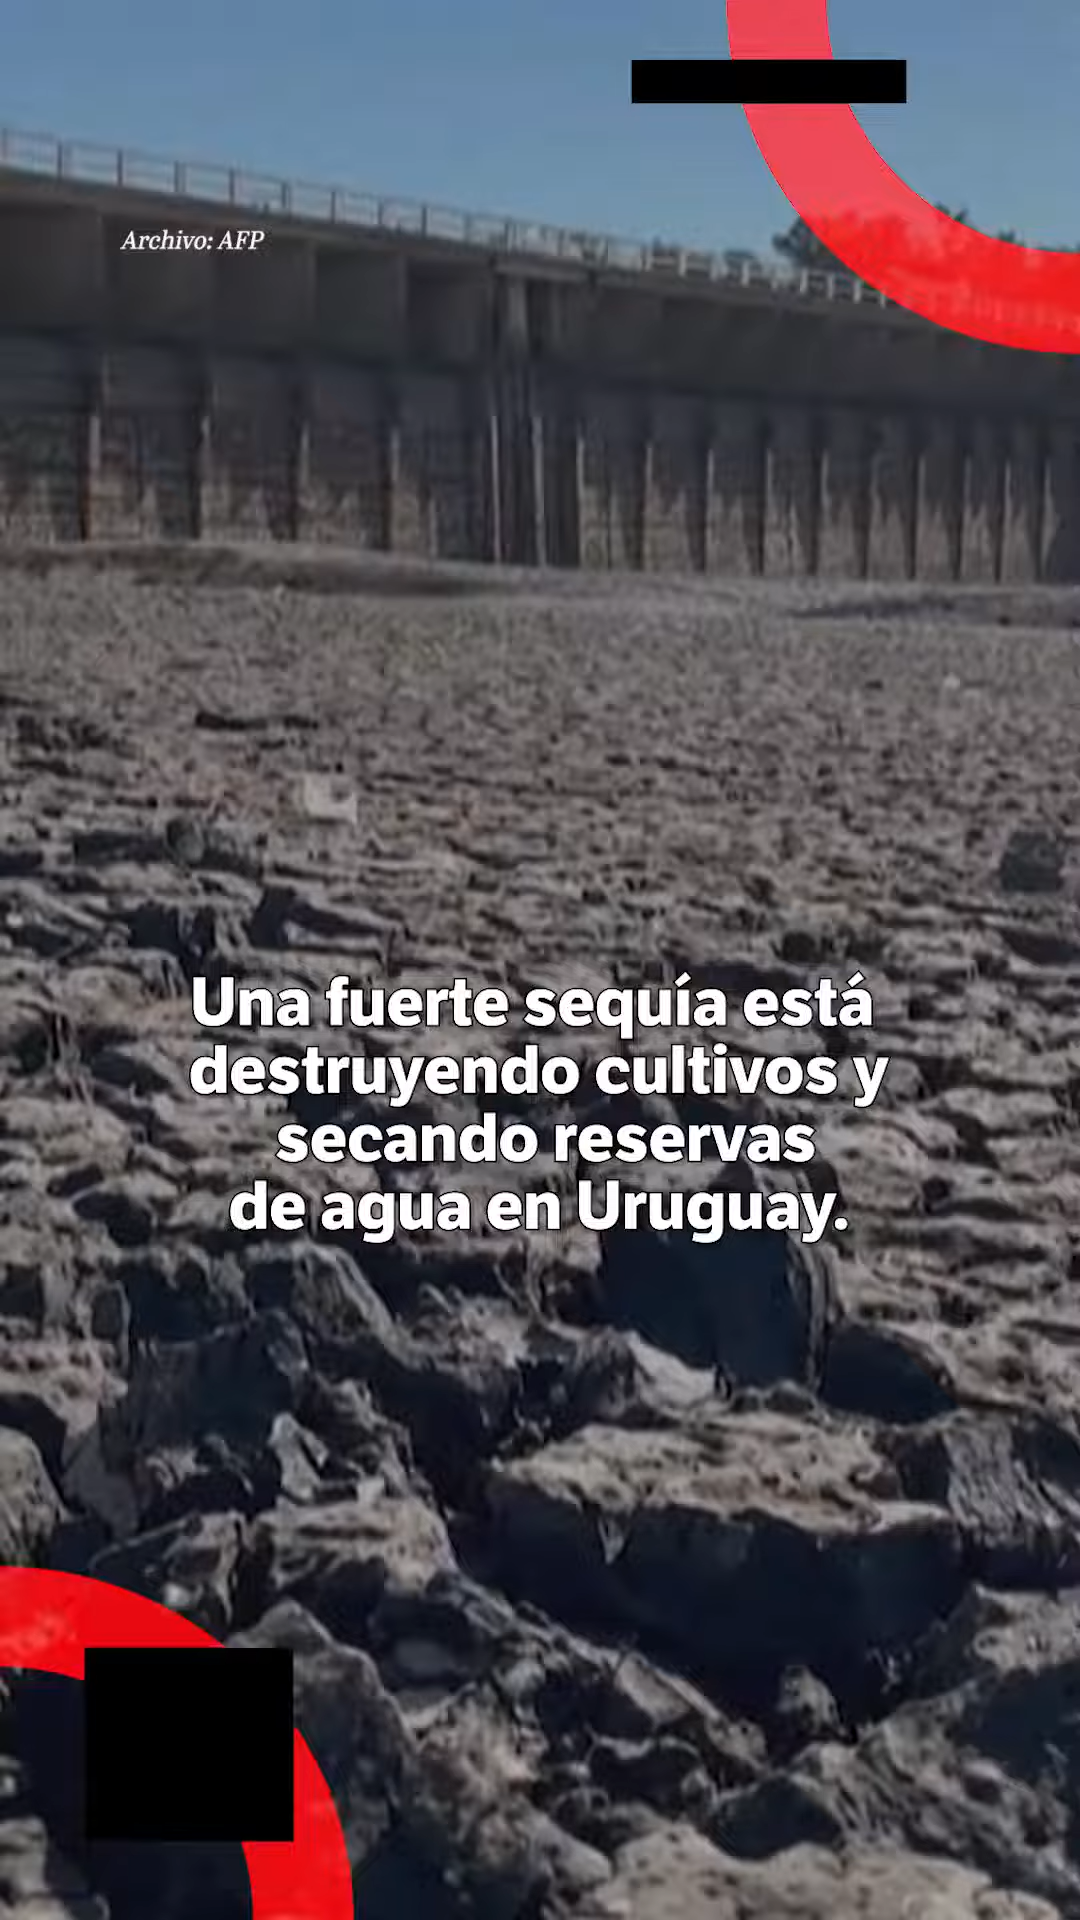 Archivo: AFP
Una fuerte sequía está
destruyendo cultivos y
secando reservas
de agua en Uruguay.